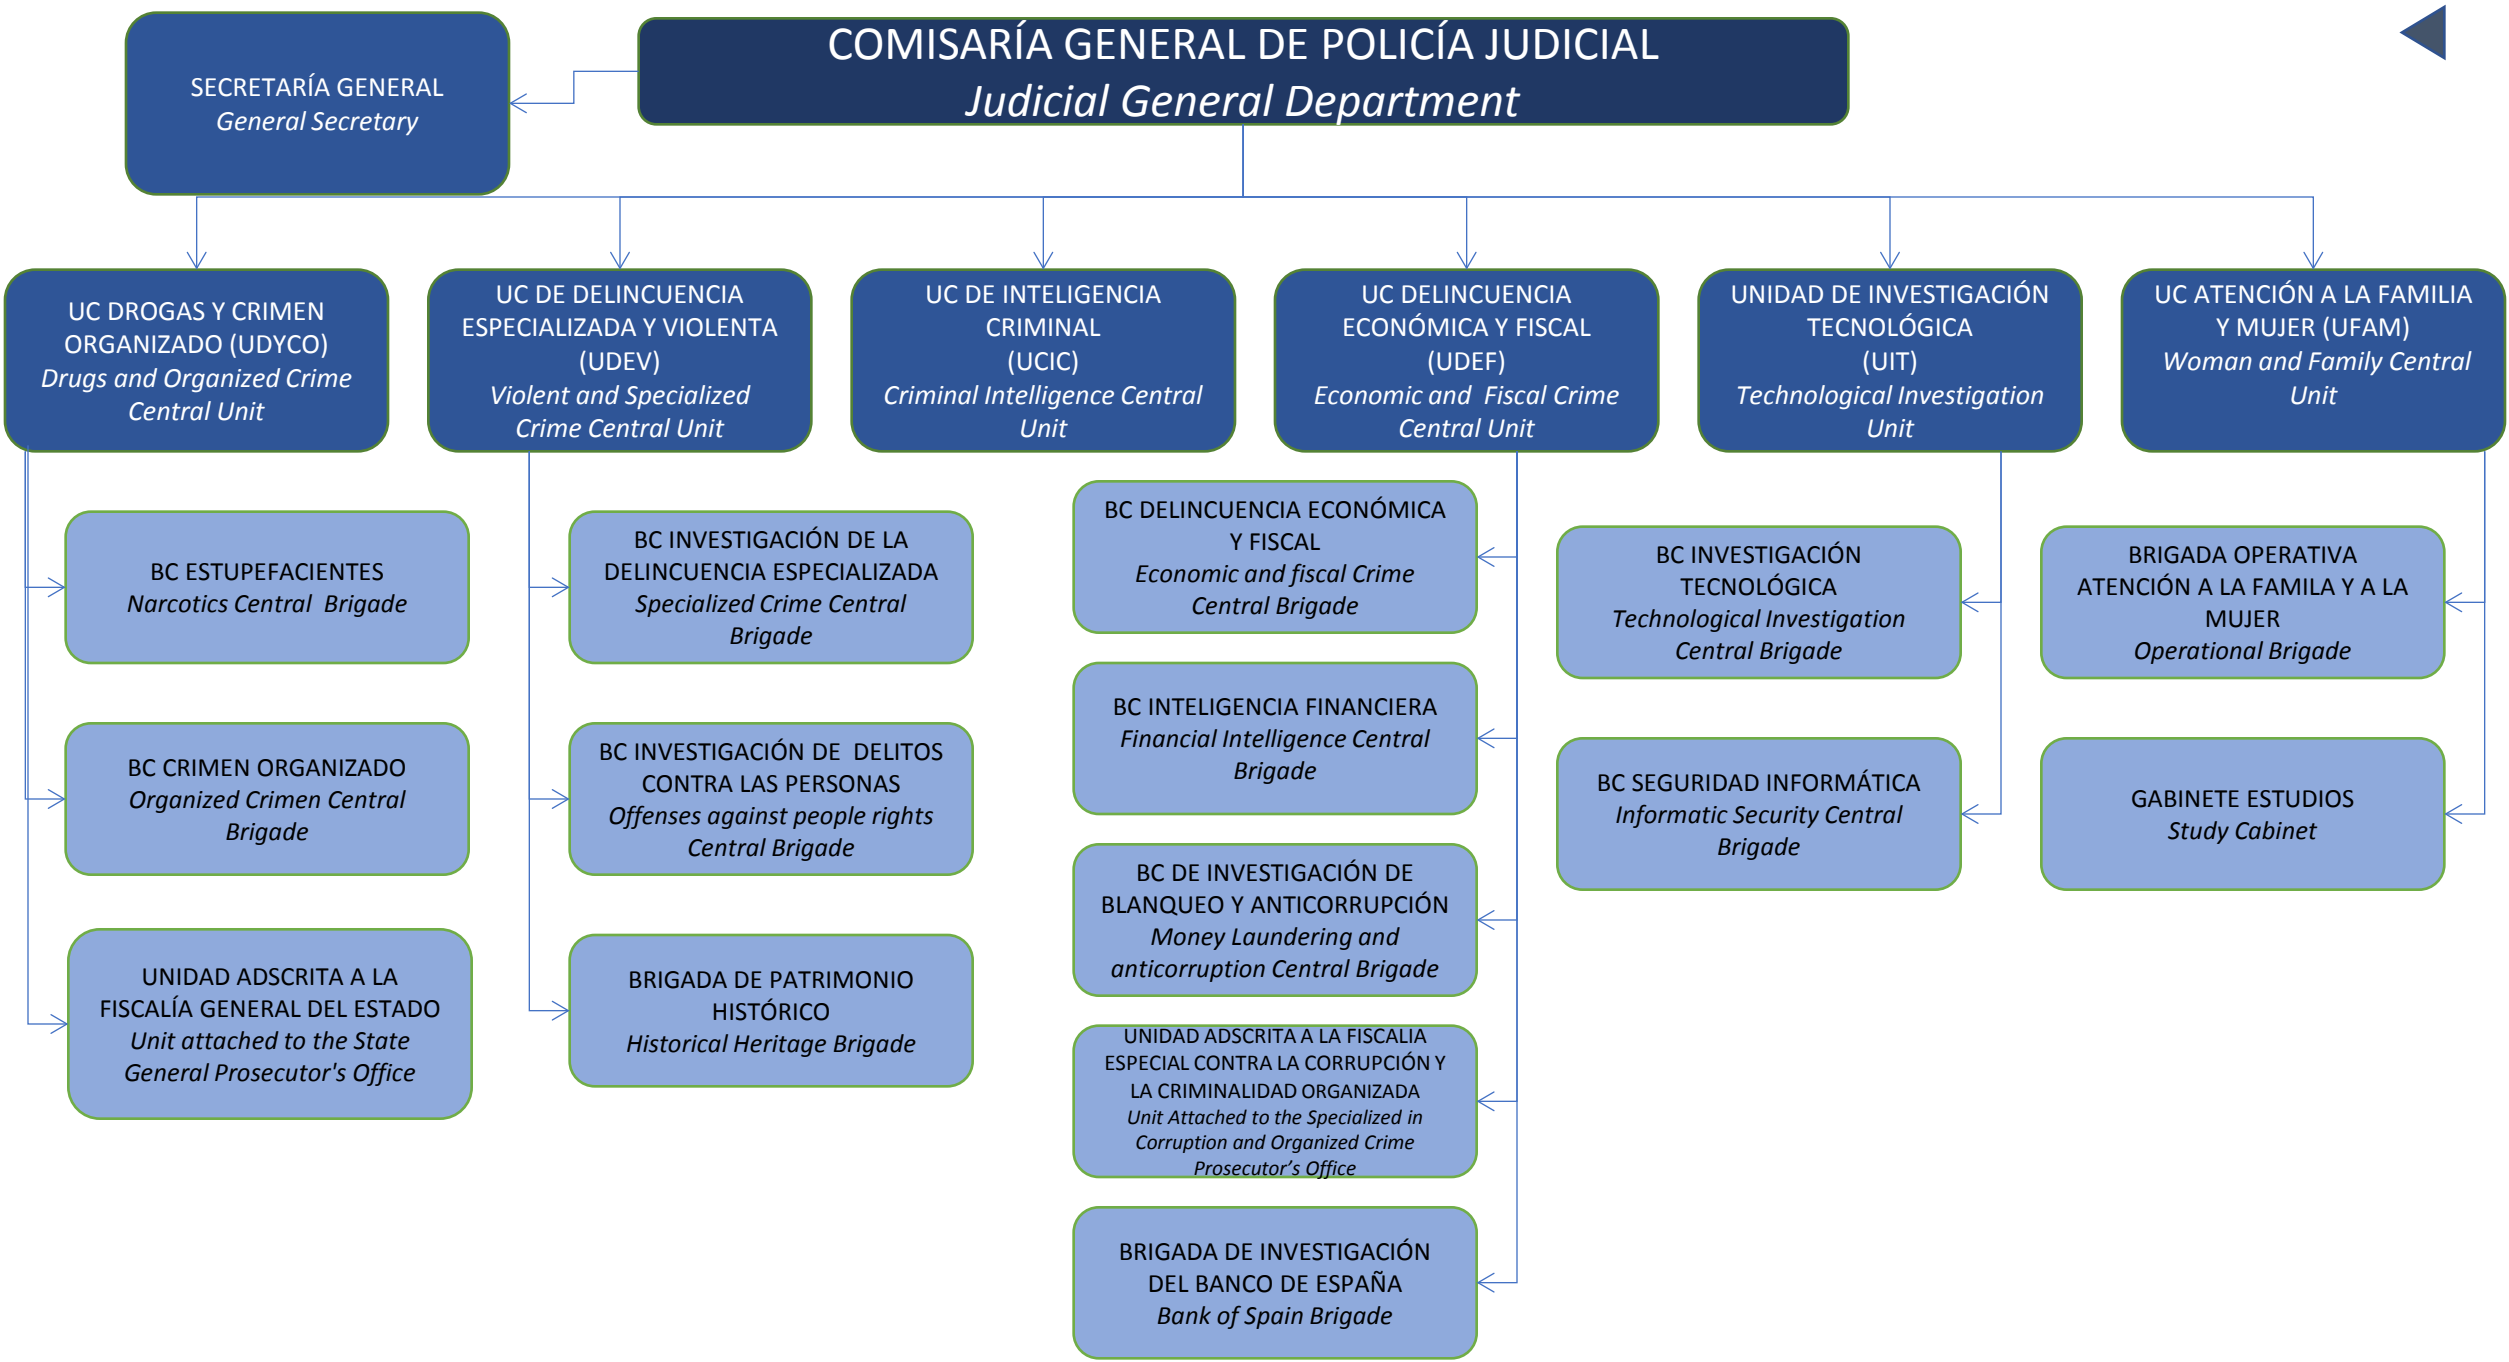 COMISARÍA GENERAL DE POLICÍA JUDICIAL
Judicial General Department
SECRETARÍA GENERAL
General Secretary
UC DROGAS Y CRIMEN
ORGANIZADO (UDYCO)
Drugs and Organized Crime
Central Unit
UC DE DELINCUENCIA
ESPECIALIZADA Y VIOLENTA
(UDEV)
Violent and Specialized
Crime Central Unit
UC DE INTELIGENCIA
CRIMINAL
(UCIC)
Criminal Intelligence Central
Unit
UC DELINCUENCIA
ECONÓMICA Y FISCAL
(UDEF)
Economic and Fiscal Crime
Central Unit
UNIDAD DE INVESTIGACIÓN
TECNOLÓGICA
(UIT)
Technological Investigation
Unit
UC ATENCIÓN A LA FAMILIA
Y MUJER (UFAM)
Woman and Family Central
Unit
BC ESTUPEFACIENTES
Narcotics Central Brigade
BC CRIMEN ORGANIZADO
Organized Crimen Central
Brigade
UNIDAD ADSCRITA A LA
FISCALÍA GENERAL DEL ESTADO
Unit attached to the State
General Prosecutor's Office
BC INVESTIGACIÓN DE LA
DELINCUENCIA ESPECIALIZADA
Specialized Crime Central
Brigade
BC INVESTIGACIÓN DE DELITOS
CONTRA LAS PERSONAS
Offenses against people rights
Central Brigade
BRIGADA DE PATRIMONIO
HISTÓRICO
Historical Heritage Brigade
BC DELINCUENCIA ECONÓMICA
Y FISCAL
Economic and fiscal Crime
Central Brigade
BC INTELIGENCIA FINANCIERA
Financial Intelligence Central
Brigade
BC DE INVESTIGACIÓN DE
BLANQUEO Y ANTICORRUPCIÓN
Money Laundering and
anticorruption Central Brigade
UNIDAD ADSCRITA A LA FISCALIA
ESPECIAL CONTRA LA CORRUPCIÓN Y
LA CRIMINALIDAD ORGANIZADA
Unit Attached to the Specialized in
Corruption and Organized Crime
Prosecutor’s Office
BRIGADA DE INVESTIGACIÓN
DEL BANCO DE ESPAÑA
Bank of Spain Brigade
BC INVESTIGACIÓN
TECNOLÓGICA
Technological Investigation
Central Brigade
BC SEGURIDAD INFORMÁTICA
Informatic Security Central
Brigade
BRIGADA OPERATIVA
ATENCIÓN A LA FAMILA Y A LA
MUJER
Operational Brigade
GABINETE ESTUDIOS
Study Cabinet